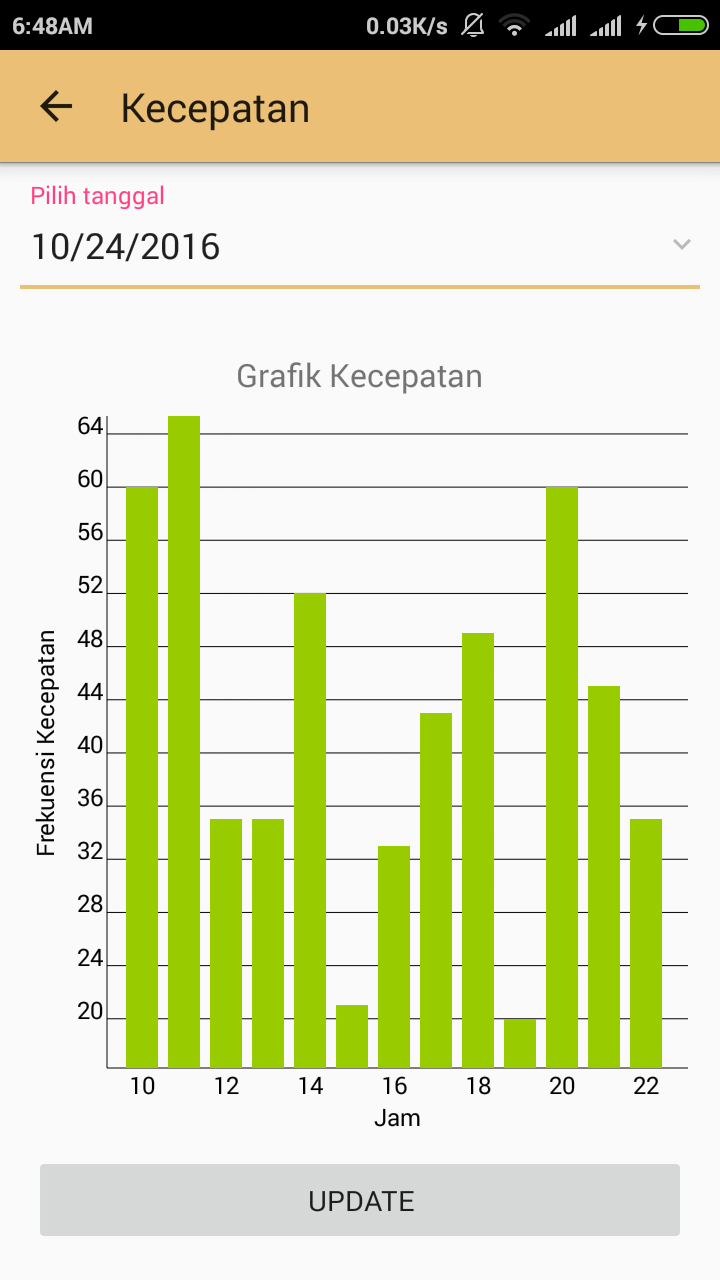 6:48AM 0.03K/s
Kecepatan
Pilih tanggal
10/24/2016
Grafik Kecepatan
64
60
56
52
48
44
40
36
32
28
24
20
Frekuensi Kecepatan
10 12 14 16 18 20 22
Jam
UPDATE